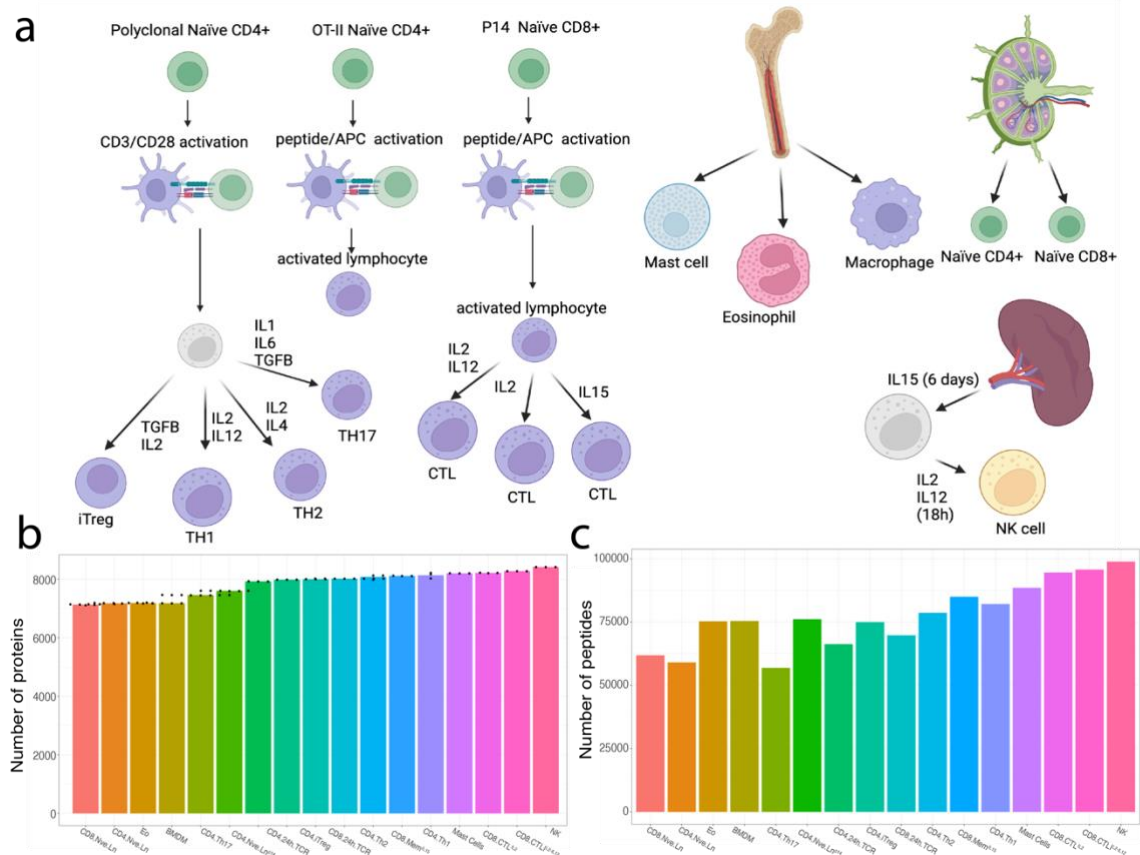 a
Polyclonal Naïve CD4+
OT-II Naïve CD4+
P14 Naïve CD8+
CD3/CD28 activation
peptide/APC activation
peptide/APC activation
activated lymphocyte
activated lymphocyte
IL1
IL6
TGFB
TGFB
IL2
IL2
IL12
IL2
IL4
TH17
iTreg
TH1
TH2
IL2
IL12
IL2
IL15
CTL
CTL
CTL
Mast cell
Eosinophil
Macrophage
Naïve CD4+
Naïve CD8+
IL15 (6 days)
IL2
IL12
(18h)
NK cell
b
Number of proteins
8000
6000
4000
2000
0
CD8.Nve.Ln
CD4.Nve.Ln
Eo
BMDM
CD4.Th17
CD4.24h.TCR
CD4.iTreg
CD8.24h.TCR
CD4.Th2
CD4.Th1
Mast Cells
NK
c
Number of peptides
100000
75000
50000
25000
0
CD8.Nve.Ln
CD4.Nve.Ln
Eo
BMDM
CD4.Th17
CD4.24h.TCR
CD4.iTreg
CD8.24h.TCR
CD4.Th2
CD4.Th1
Mast Cells
NK